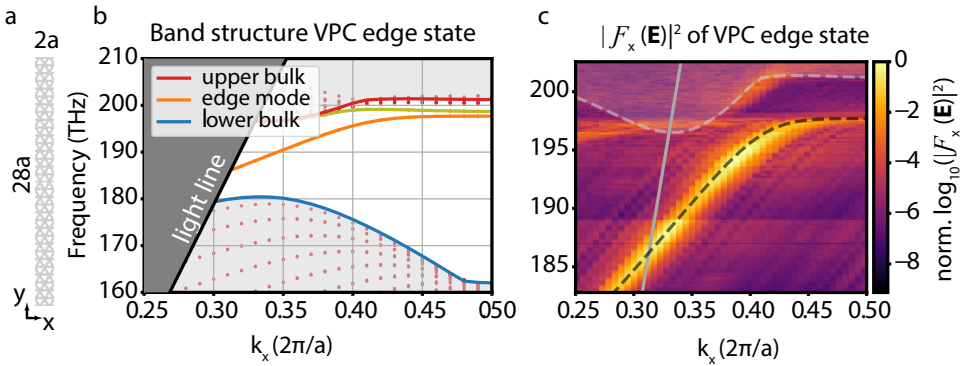 a
2a
28a
y
x
b
Band structure VPC edge state
Frequency (THz)
210
200
190
180
170
160
upper bulk
edge mode
lower bulk
light line
0.25 0.30 0.35 0.40 0.45 0.50
kₓ (2π/a)
c
|ℱₓ(𝐄)|² of VPC edge state
200
195
190
185
0.25 0.30 0.35 0.40 0.45 0.50
kₓ (2π/a)
0
−2
−4
−6
−8
norm. log₁₀(|ℱₓ(𝐄)|²)